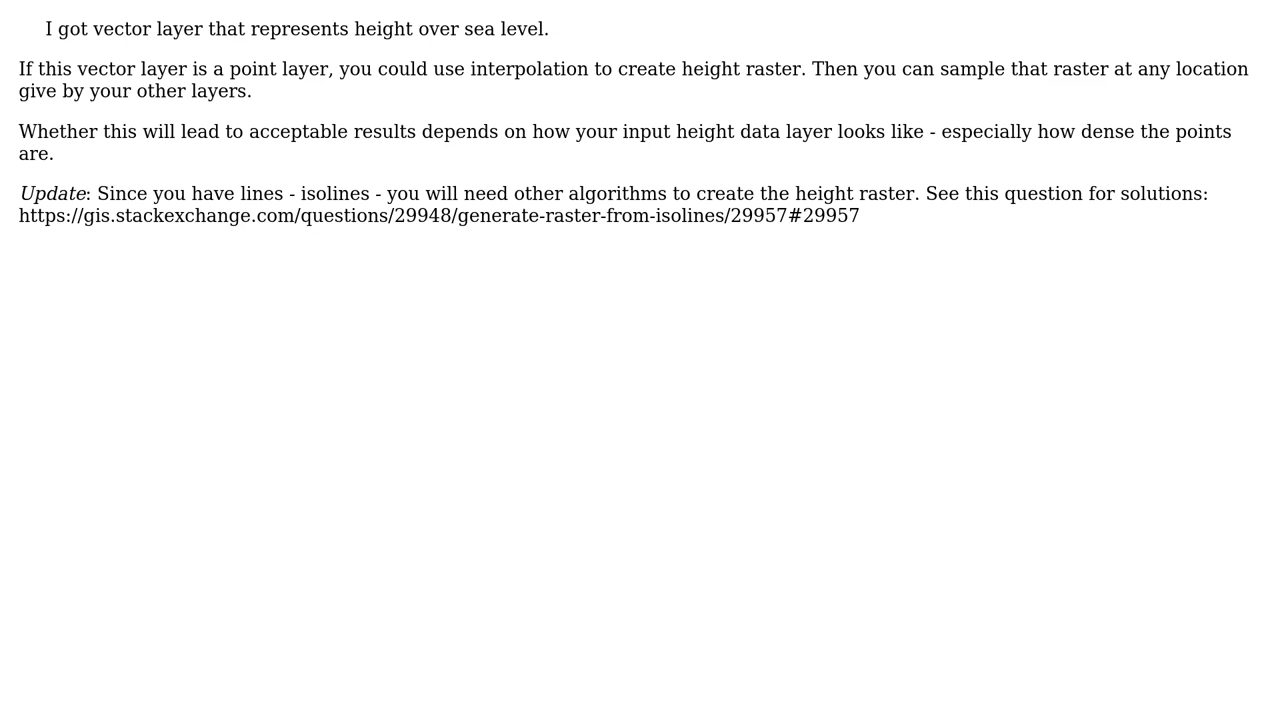 I got vector layer that represents height over sea level.
If this vector layer is a point layer, you could use interpolation to create height raster. Then you can sample that raster at any location
give by your other layers.
Whether this will lead to acceptable results depends on how your input height data layer looks like - especially how dense the points
are.
Update: Since you have lines - isolines - you will need other algorithms to create the height raster. See this question for solutions:
https://gis.stackexchange.com/questions/29948/generate-raster-from-isolines/29957#29957